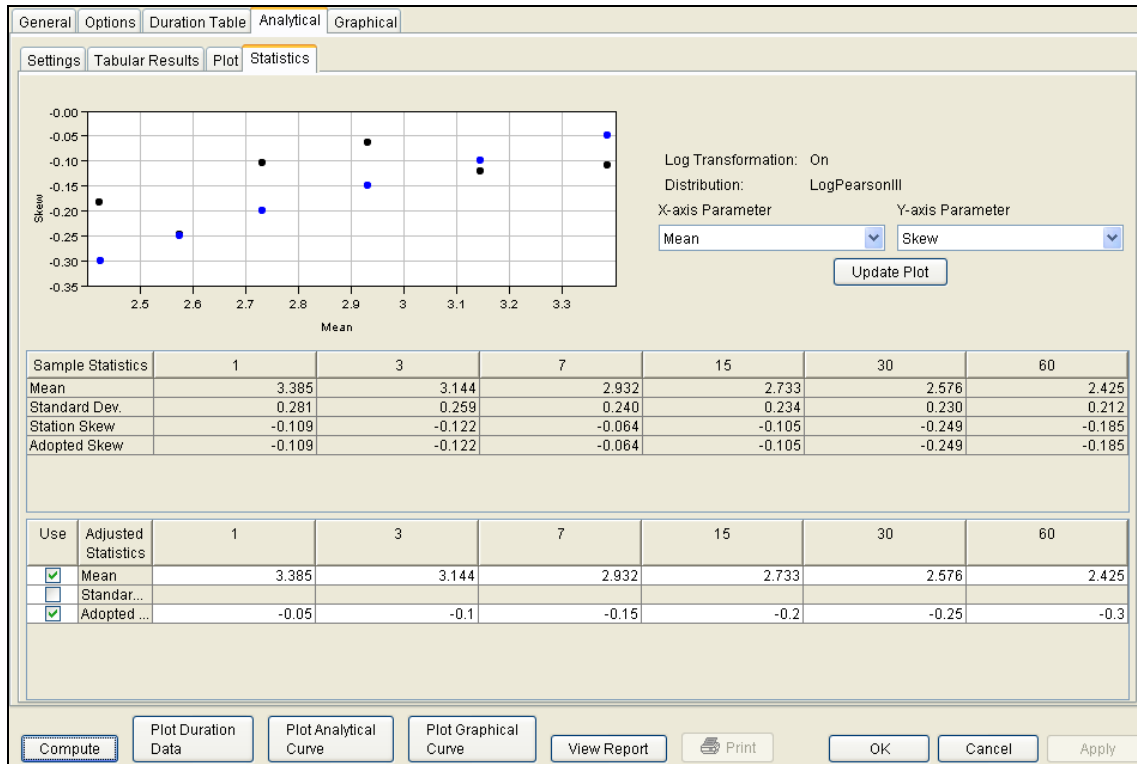 General Options Duration Table Analytical Graphical
Settings Tabular Results Plot Statistics
-0.00
-0.05
-0.10
-0.15
-0.20
-0.25
-0.30
-0.35
Skew
2.5 2.6 2.7 2.8 2.9 3 3.1 3.2 3.3
Mean
Log Transformation: On
Distribution: LogPearsonIII
X-axis Parameter Y-axis Parameter
Mean Skew
Update Plot
Sample Statistics 1 3 7 15 30 60
Mean 3.385 3.144 2.932 2.733 2.576 2.425
Standard Dev. 0.281 0.259 0.240 0.234 0.230 0.212
Station Skew -0.109 -0.122 -0.064 -0.105 -0.249 -0.185
Adopted Skew -0.109 -0.122 -0.064 -0.105 -0.249 -0.185
Use Adjusted Statistics 1 3 7 15 30 60
Mean 3.385 3.144 2.932 2.733 2.576 2.425
Standar...
Adopted ... -0.05 -0.1 -0.15 -0.2 -0.25 -0.3
Compute Plot Duration Data Plot Analytical Curve Plot Graphical Curve View Report Print OK Cancel Apply